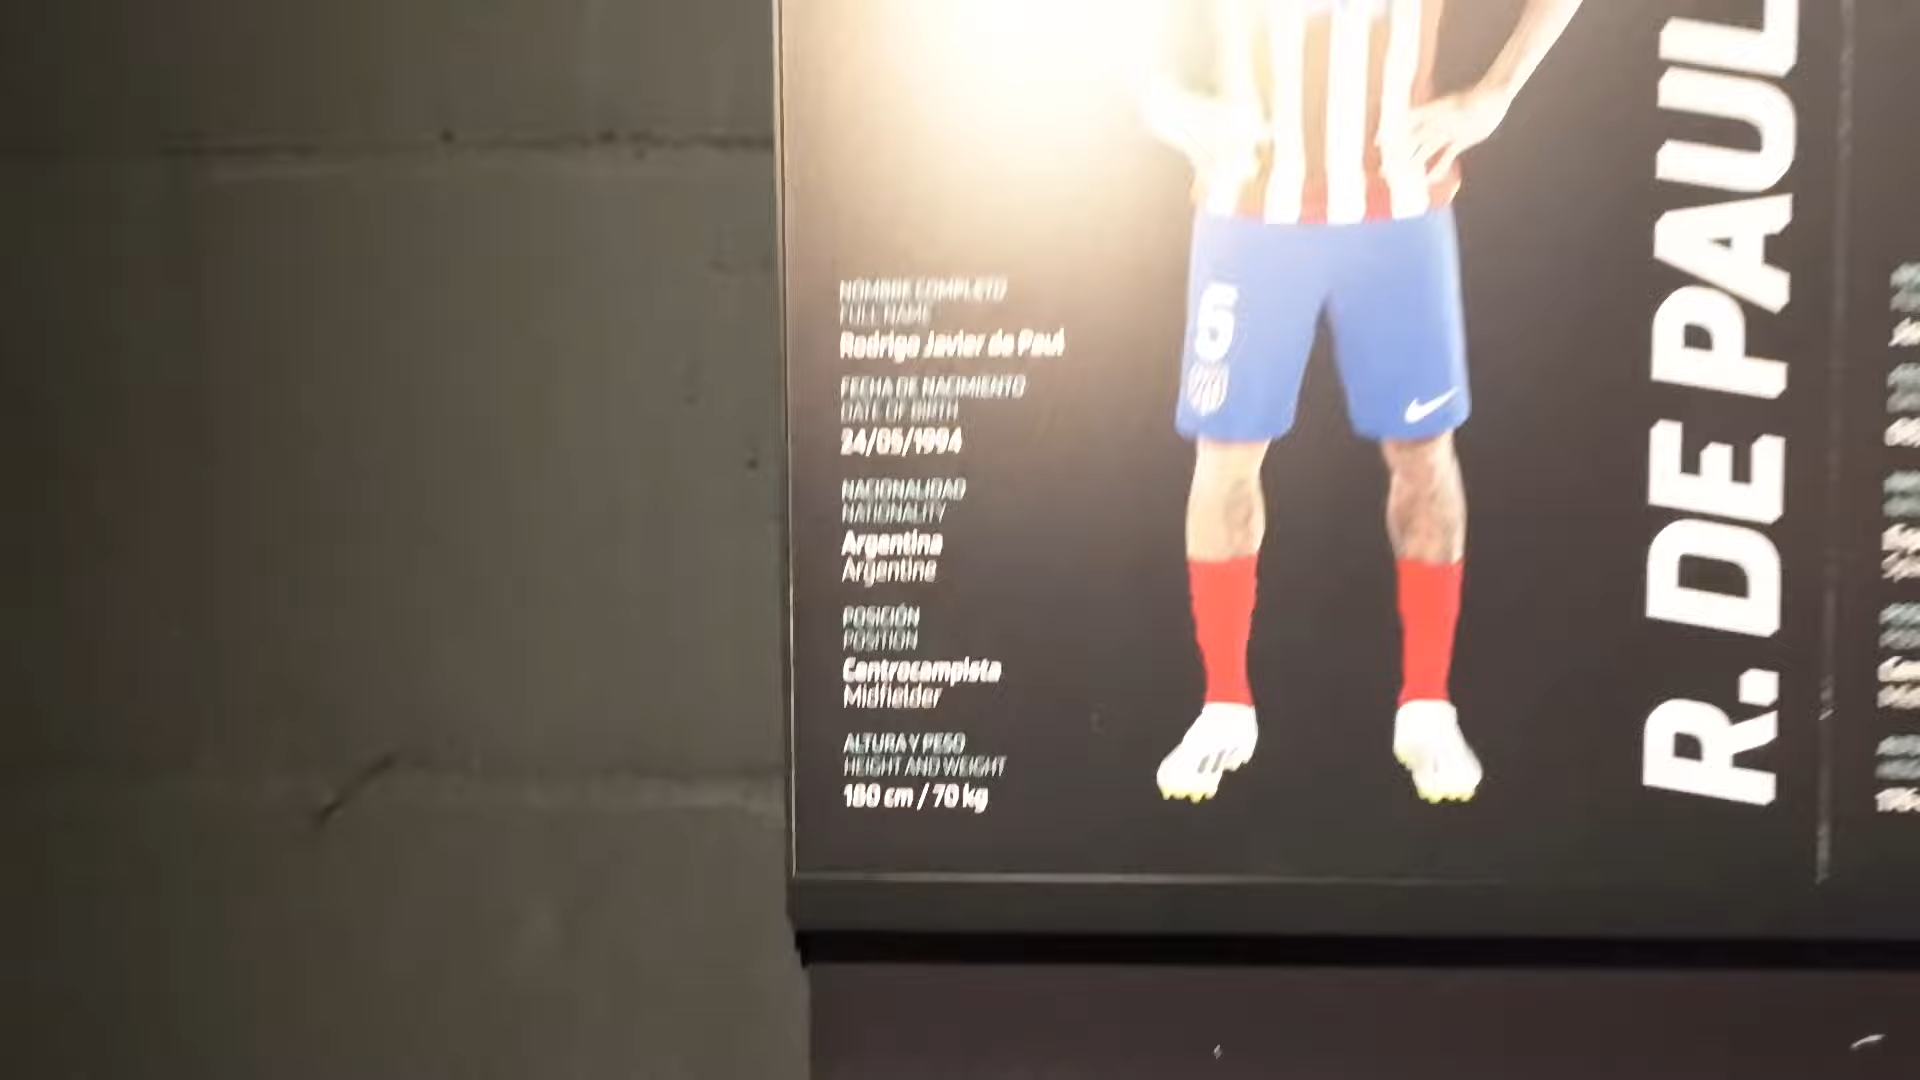 NOMBRE COMPLETO
FULL NAME
Rodrigo Javier de Paul
FECHA DE NACIMIENTO
DATE OF BIRTH
24/05/1994
NACIONALIDAD
NATIONALITY
Argentina
Argentine
POSICIÓN
POSITION
Centrocampista
Midfielder
ALTURA Y PESO
HEIGHT AND WEIGHT
180 cm / 70 kg
5
R. DE PAUL